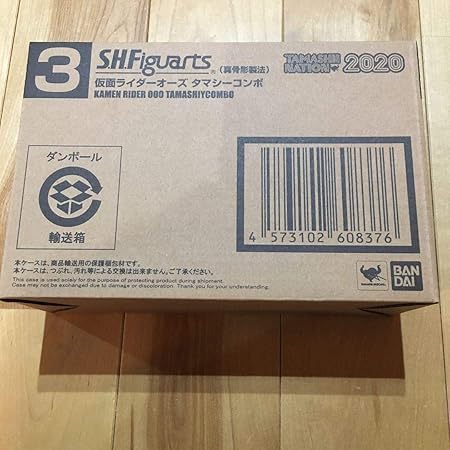 3
S.H.Figuarts®
(真骨彫製法)
TAMASHII NATION 2020
仮面ライダーオーズ タマシーコンボ
KAMEN RIDER OOO TAMASHIYCOMBO
ダンボール
輸送箱
4 573102 608376
本ケースは、商品輸送用の保護梱包材です。
本ケースは、つぶれ、汚れ等による交換は出来ません。ご了承ください。
This case is used solely for the purpose of protecting product during shipment.
Case may not be exchanged due to damage or discoloration. Thank you for your understanding.
BAN
DAI